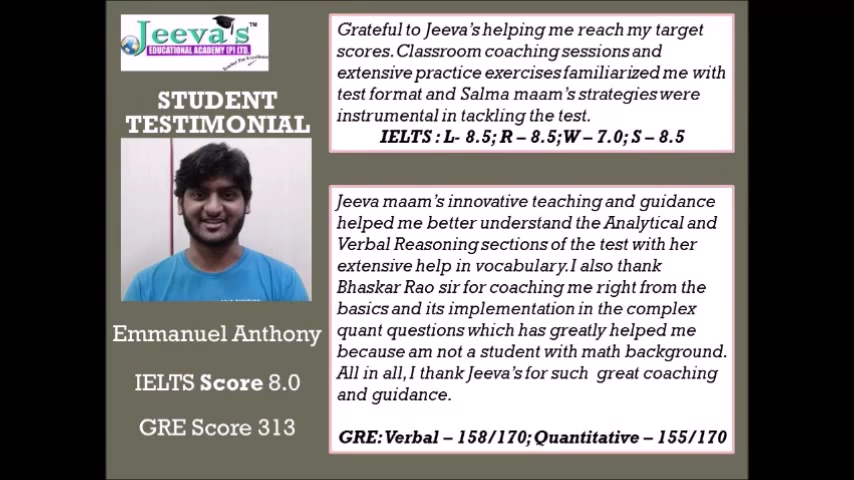 Jeeva's™
EDUCATIONAL ACADEMY (P) LTD.
STUDENT
TESTIMONIAL
Emmanuel Anthony
IELTS Score 8.0
GRE Score 313
Grateful to Jeeva's helping me reach my target
scores. Classroom coaching sessions and
extensive practice exercises familiarized me with
test format and Salma maam's strategies were
instrumental in tackling the test.
IELTS : L- 8.5; R – 8.5;W – 7.0; S – 8.5
Jeeva maam's innovative teaching and guidance
helped me better understand the Analytical and
Verbal Reasoning sections of the test with her
extensive help in vocabulary. I also thank
Bhaskar Rao sir for coaching me right from the
basics and its implementation in the complex
quant questions which has greatly helped me
because am not a student with math background.
All in all, I thank Jeeva's for such great coaching
and guidance.
GRE: Verbal – 158/170; Quantitative – 155/170